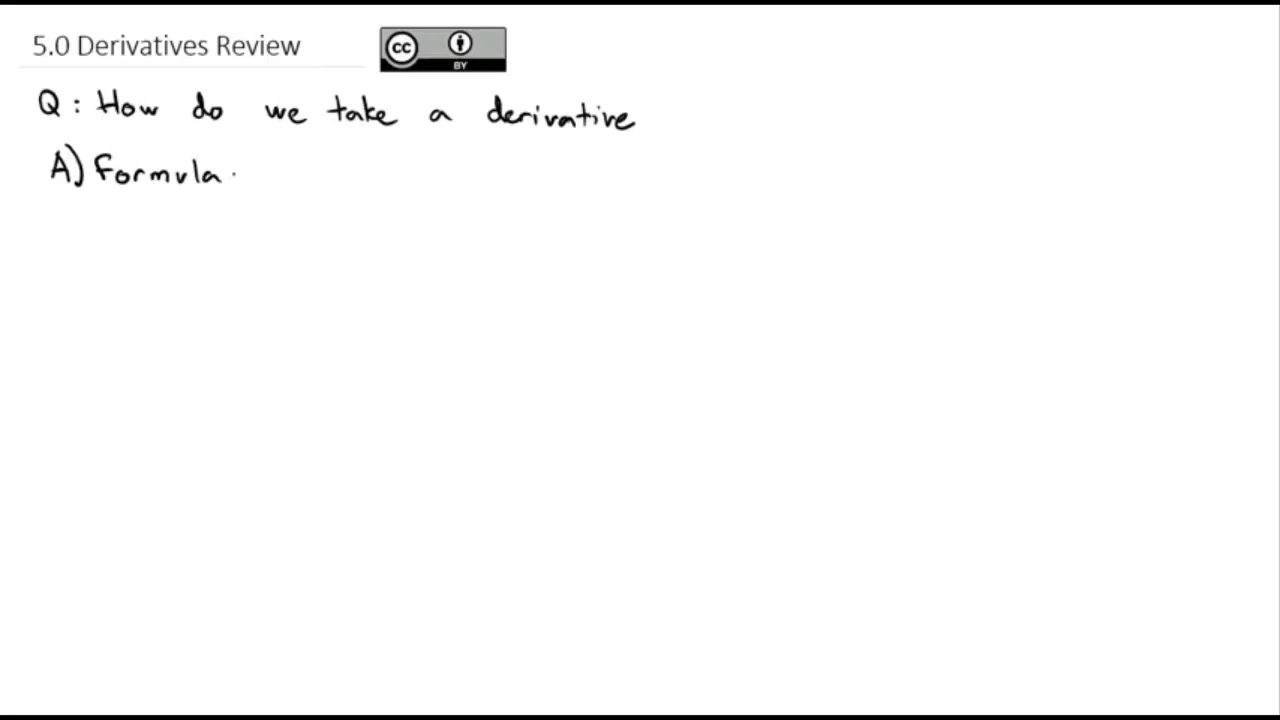 5.0 Derivatives Review
cc BY
Q: How do we take a derivative
A) Formula.